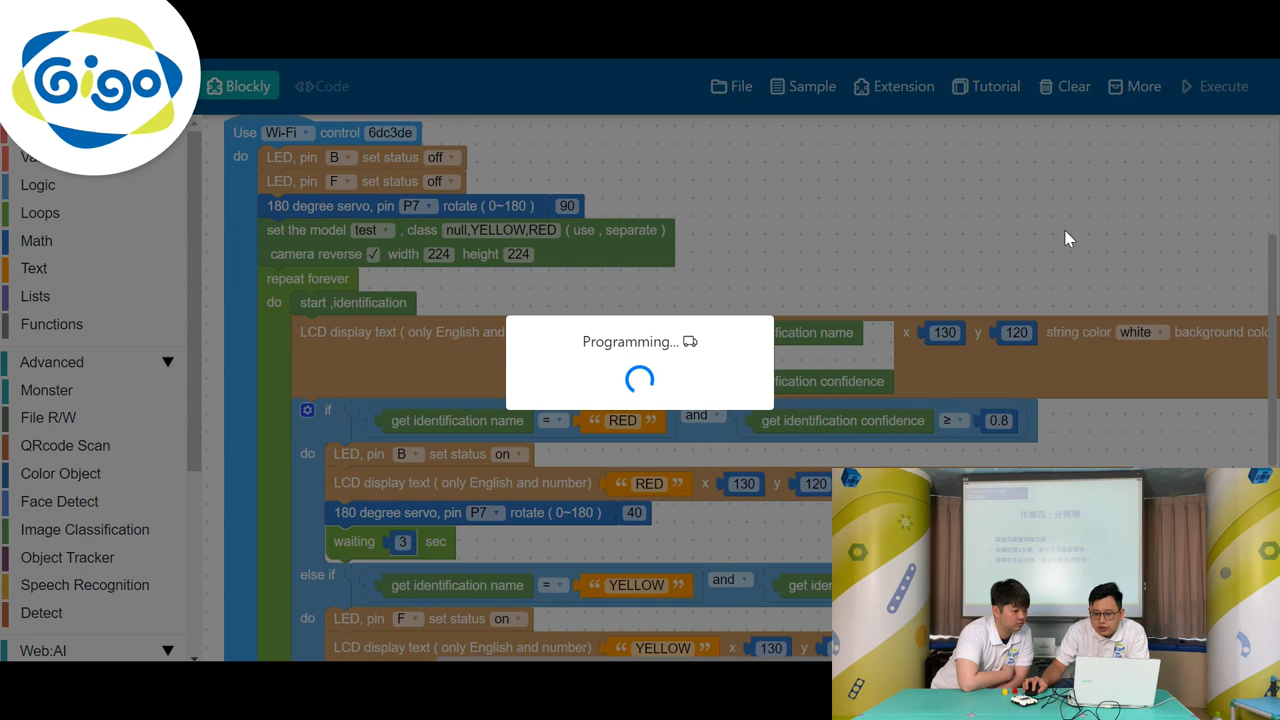 Gigo
Blockly
Code
File
Sample
Extension
Tutorial
Clear
More
Execute
Logic
Loops
Math
Text
Lists
Functions
Advanced
Monster
File R/W
QRcode Scan
Color Object
Face Detect
Image Classification
Object Tracker
Speech Recognition
Detect
Web:AI
Use Wi-Fi control 6dc3de
do LED, pin B set status off
LED, pin F set status off
180 degree servo, pin P7 rotate ( 0~180 ) 90
set the model test , class null,YELLOW,RED ( use , separate )
camera reverse ✓ width 224 height 224
repeat forever
do start ,identification
LCD display text ( only English and name x 130 y 120 string color white background
confidence
if get identification name = “ RED ” and get identification confidence ≥ 0.8
do LED, pin B set status on
LCD display text ( only English and number) “ RED ” x 130 y 120
180 degree servo, pin P7 rotate ( 0~180 ) 40
waiting 3 sec
else if get identification name = “ YELLOW ” and get
do LED, pin F set status on
LCD display text ( only English and number) “ YELLOW ” x 130 y
Programming...
作業四、分類機